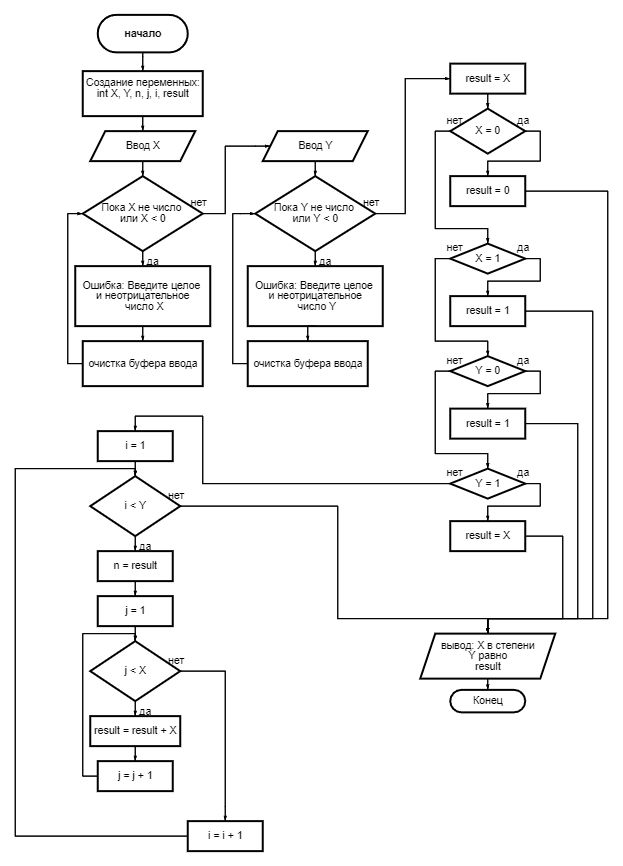 начало
Создание переменных:
int X, Y, n, j, i, result
Ввод X
Пока X не число
или X < 0
нет
да
Ошибка: Введите целое
и неотрицательное
число X
очистка буфера ввода
Ввод Y
Пока Y не число
или Y < 0
нет
да
Ошибка: Введите целое
и неотрицательное
число Y
очистка буфера ввода
result = X
нет
да
X = 0
result = 0
нет
да
X = 1
result = 1
нет
да
Y = 0
result = 1
нет
да
Y = 1
result = X
i = 1
i < Y
нет
да
n = result
j = 1
j < X
нет
да
result = result + X
j = j + 1
i = i + 1
вывод: X в степени
Y равно
result
Конец